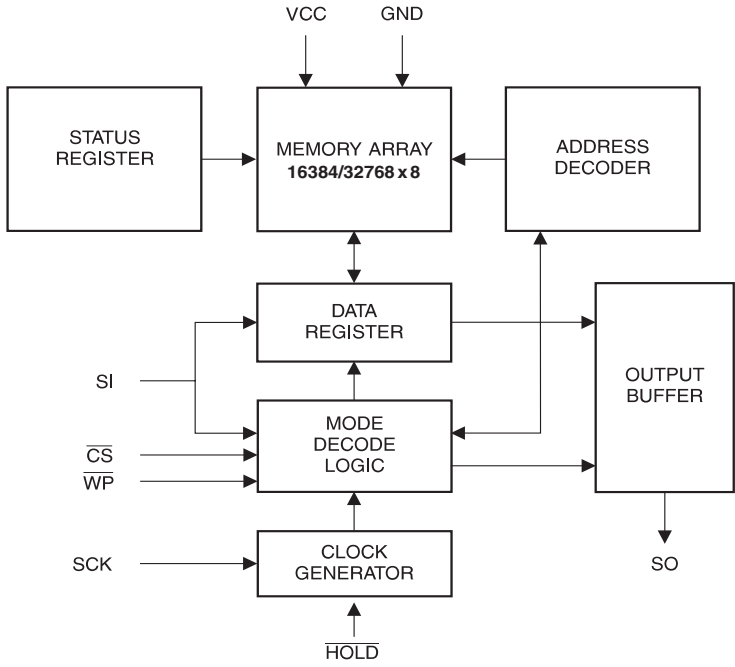 VCC
GND
STATUS
REGISTER
MEMORY ARRAY
16384/32768 x 8
ADDRESS
DECODER
DATA
REGISTER
SI
MODE
DECODE
LOGIC
CS
WP
OUTPUT
BUFFER
SCK
CLOCK
GENERATOR
SO
HOLD